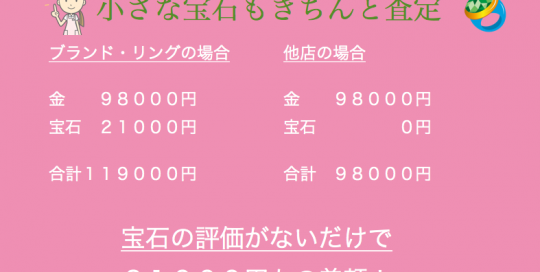 小さな宝石もきちんと査定
ブランド・リングの場合 他店の場合
金 ９８０００円 金 ９８０００円
宝石 ２１０００円 宝石 ０円
合計１１９０００円 合計 ９８０００円
宝石の評価がないだけで